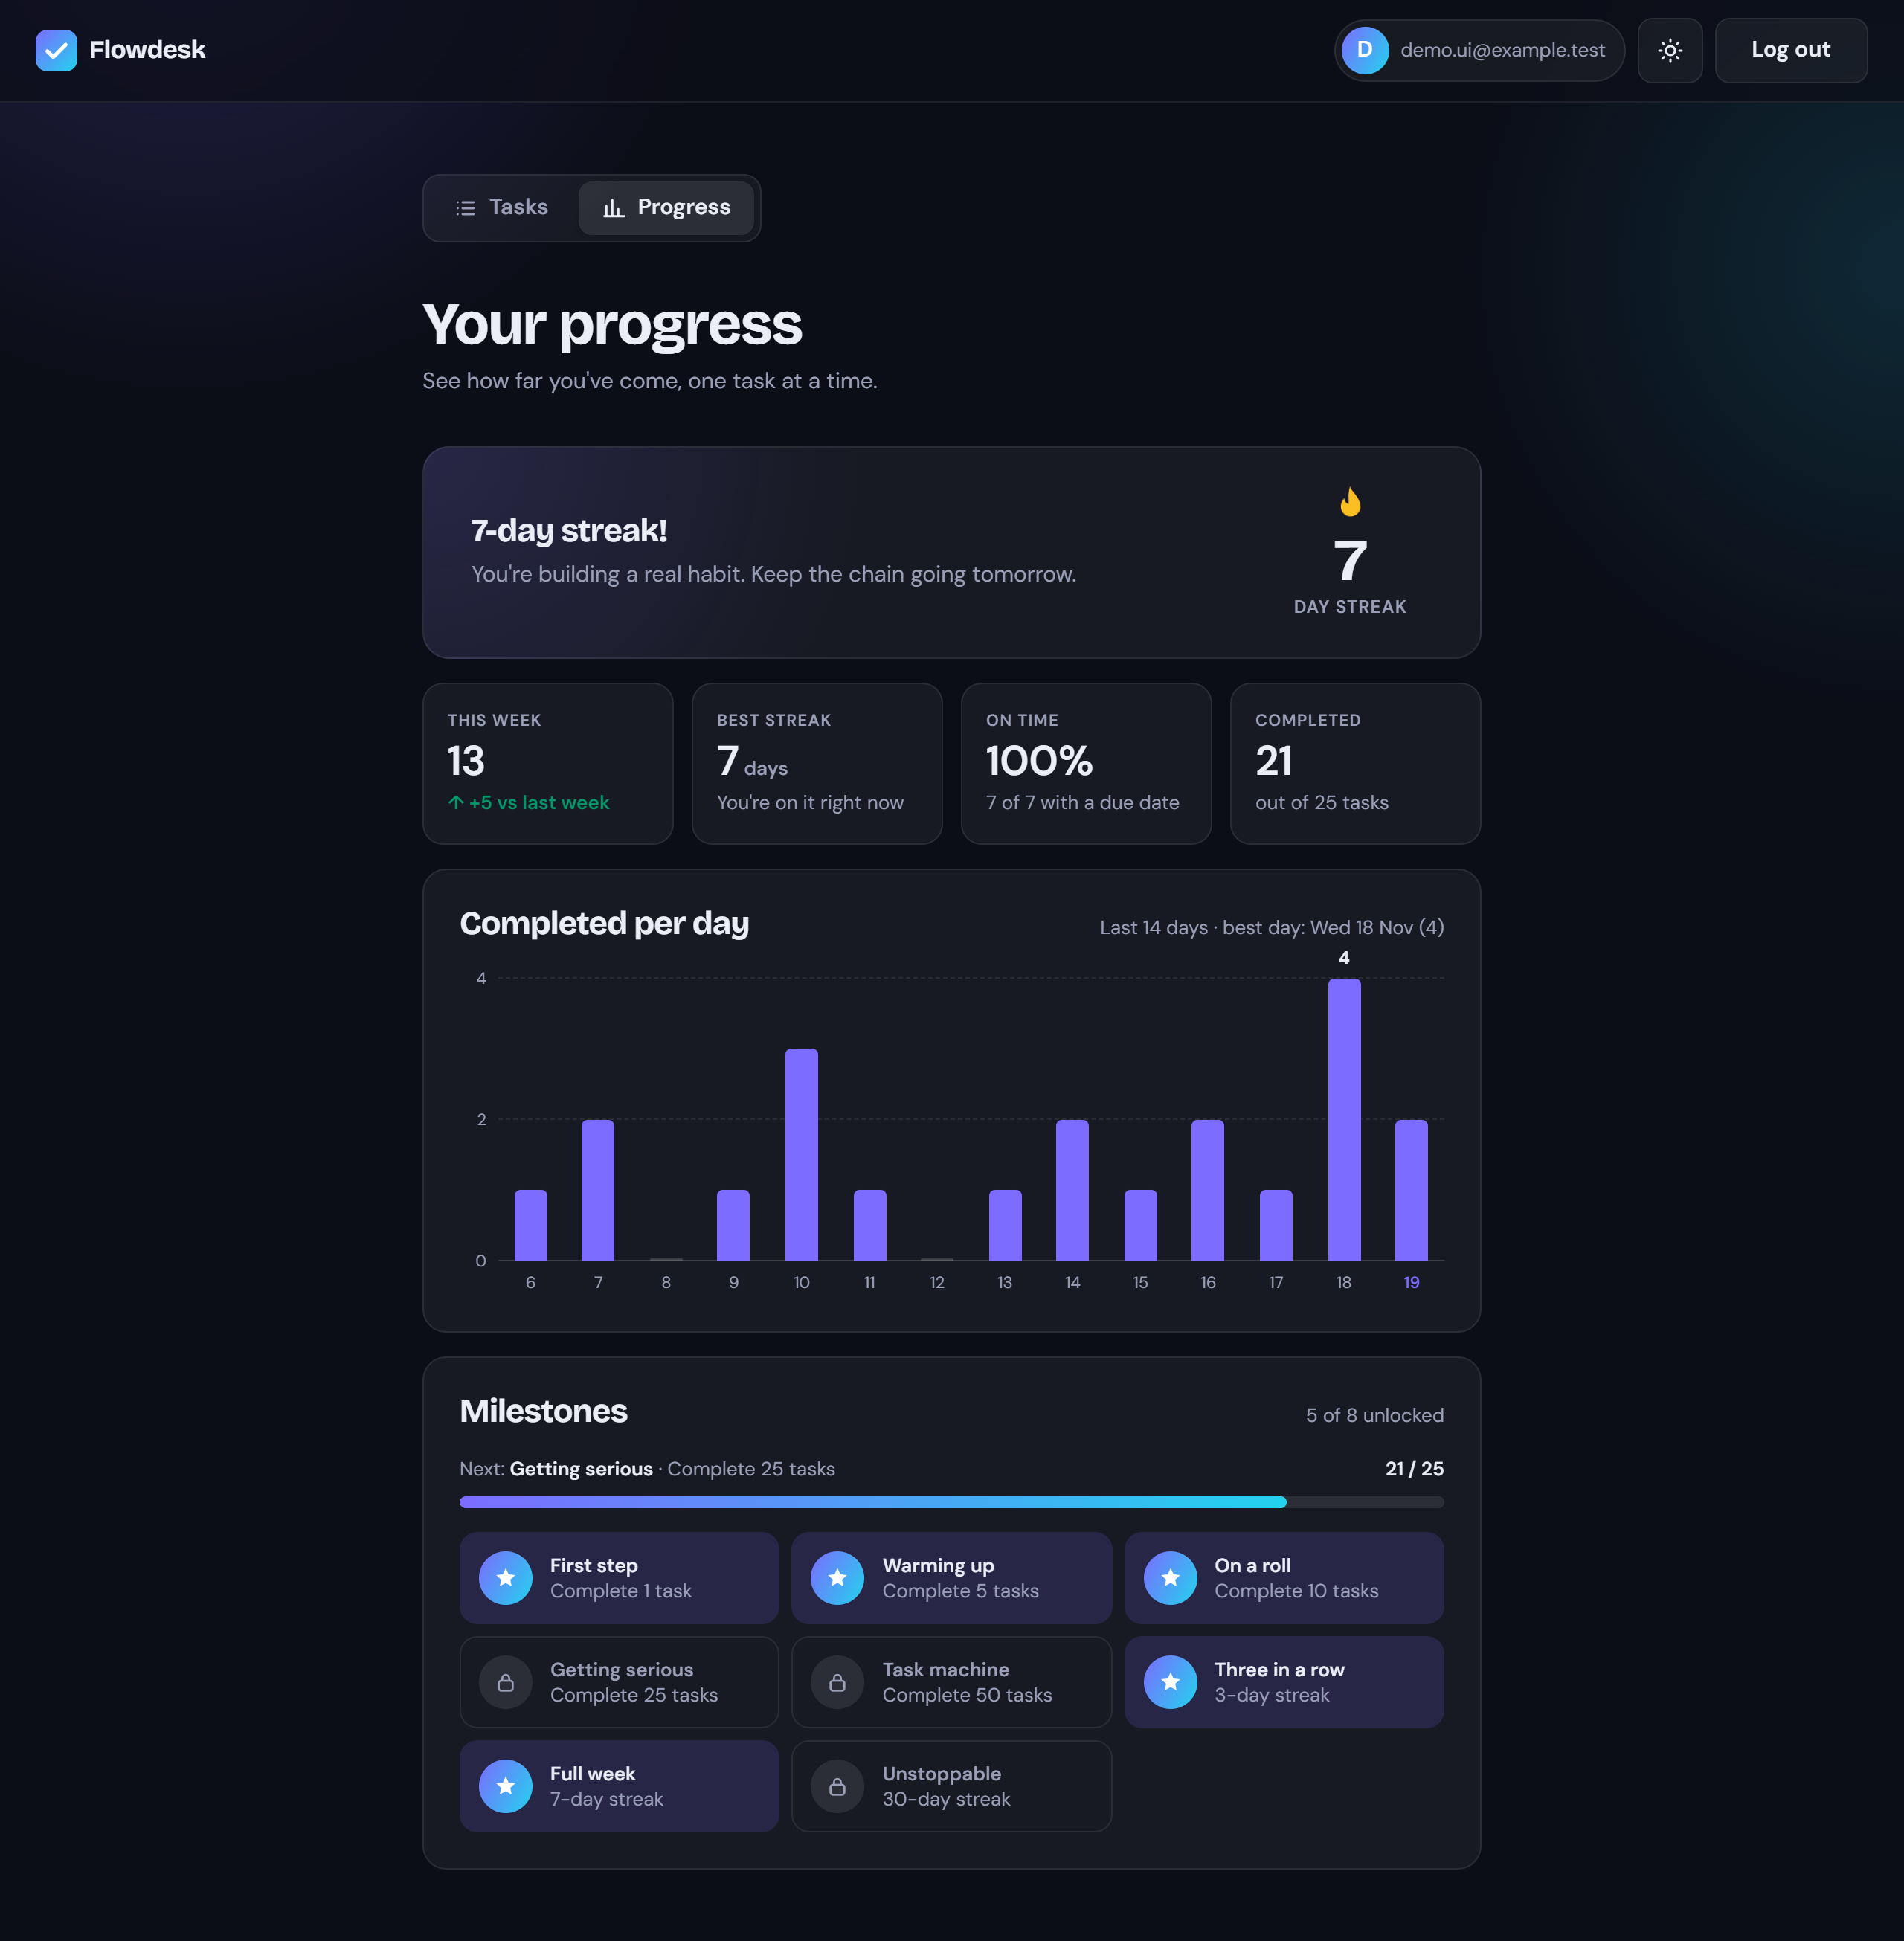 Flowdesk
D
demo.ui@example.test
Log out
Tasks
Progress
Your progress
See how far you've come, one task at a time.
7-day streak!
You're building a real habit. Keep the chain going tomorrow.
7
DAY STREAK
THIS WEEK
13
↑ +5 vs last week
BEST STREAK
7 days
You're on it right now
ON TIME
100%
7 of 7 with a due date
COMPLETED
21
out of 25 tasks
Completed per day
Last 14 days · best day: Wed 18 Nov (4)
4
4
2
0
6 7 8 9 10 11 12 13 14 15 16 17 18 19
Milestones
5 of 8 unlocked
Next: Getting serious · Complete 25 tasks
21 / 25
First step
Complete 1 task
Warming up
Complete 5 tasks
On a roll
Complete 10 tasks
Getting serious
Complete 25 tasks
Task machine
Complete 50 tasks
Three in a row
3-day streak
Full week
7-day streak
Unstoppable
30-day streak